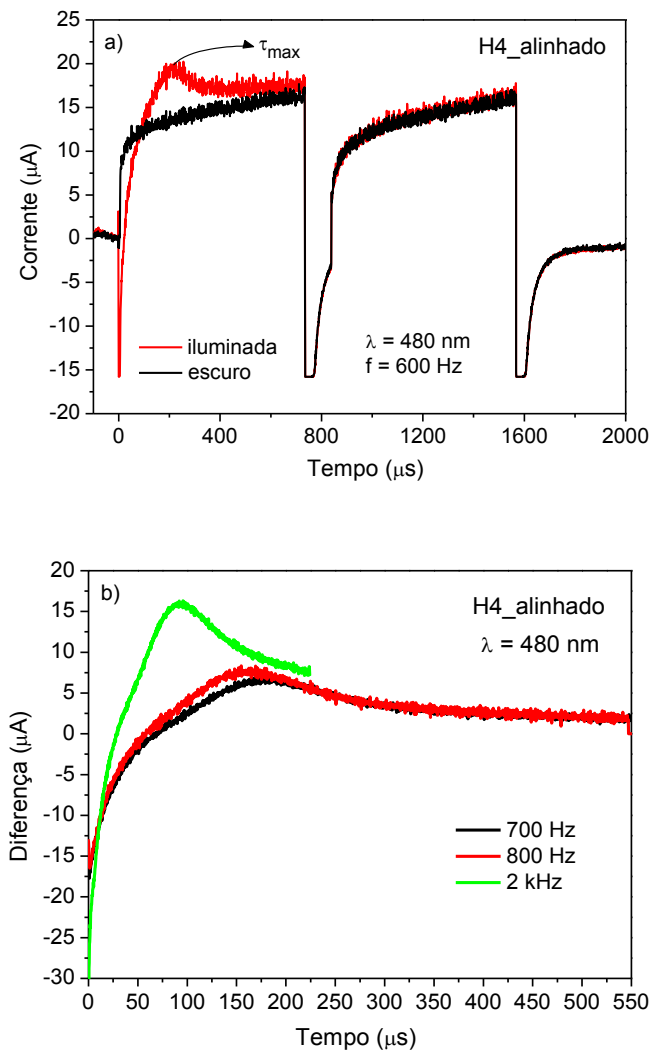 a)
τmax
H4_alinhado
25
20
15
10
5
0
-5
-10
-15
-20
Corrente (μA)
iluminada
escuro
λ = 480 nm
f = 600 Hz
0 400 800 1200 1600 2000
Tempo (μs)
b)
H4_alinhado
λ = 480 nm
20
15
10
5
0
-5
-10
-15
-20
-25
-30
Diferença (μA)
700 Hz
800 Hz
2 kHz
0 50 100 150 200 250 300 350 400 450 500 550
Tempo (μs)